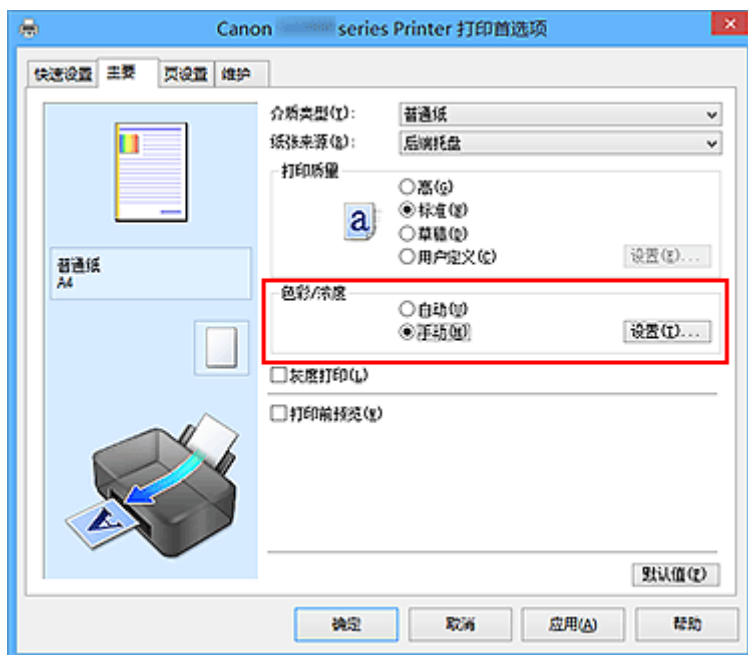 Canon series Printer 打印首选项
快速设置 主要 页设置 维护
介质类型(T): 普通纸
纸张来源(R): 后端托盘
打印质量
高(G)
a 标准(N)
草稿(D)
用户定义(C) 设置(E)...
普通纸
A4
色彩/浓度
自动(U)
手动(M) 设置(I)...
灰度打印(L)
打印前预览(V)
A
默认值(F)
确定 取消 应用(A) 帮助